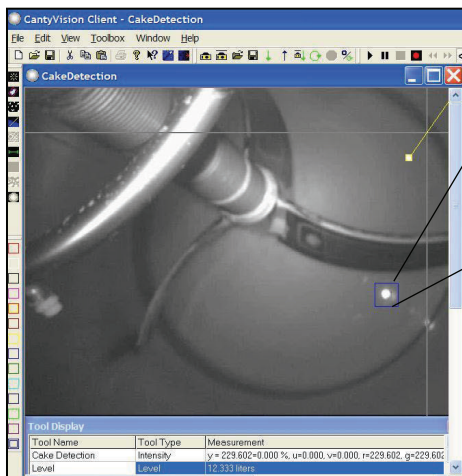 CantyVision Client - CakeDetection
File Edit View Toolbox Window Help
CakeDetection
Tool Display
Tool Name Tool Type Measurement
Cake Detection Intensity y = 229.602=0.000 %, u=0.000, v=0.000, r=229.602, g=229.602
Level Level 12.333 liters